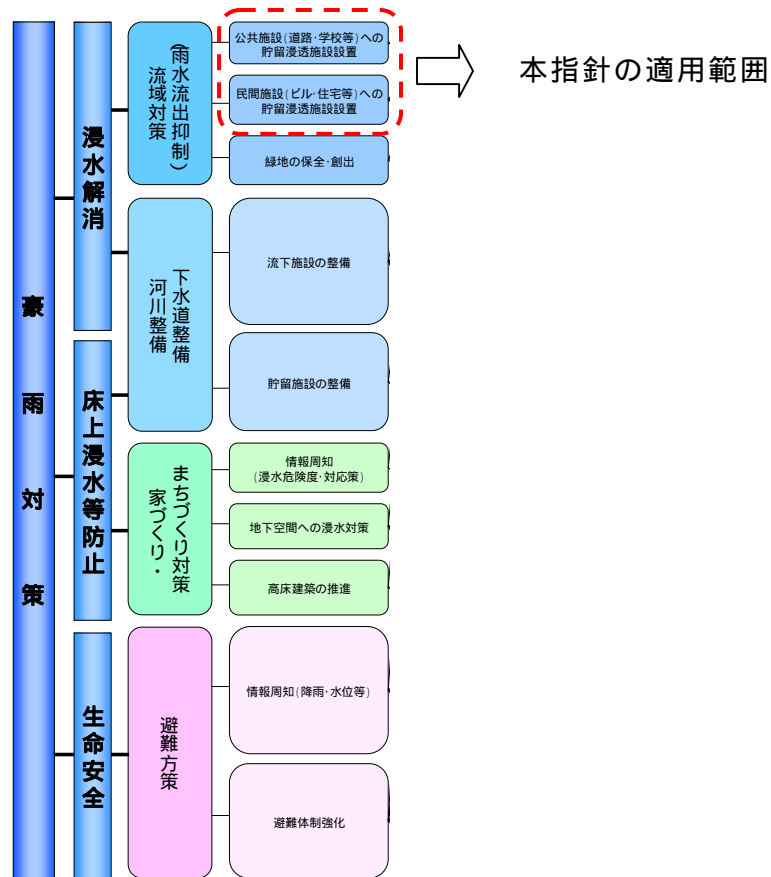 豪雨対策
浸水解消
床上浸水等防止
生命安全
流域対策
(雨水流出抑制)
公共施設(道路・学校等)への
貯留浸透施設設置
民間施設(ビル・住宅等)への
貯留浸透施設設置
緑地の保全・創出
本指針の適用範囲
下水道整備
河川整備
流下施設の整備
貯留施設の整備
家づくり・
まちづくり対策
情報周知
(浸水危険度・対応策)
地下空間への浸水対策
高床建築の推進
避難方策
情報周知(降雨・水位等)
避難体制強化